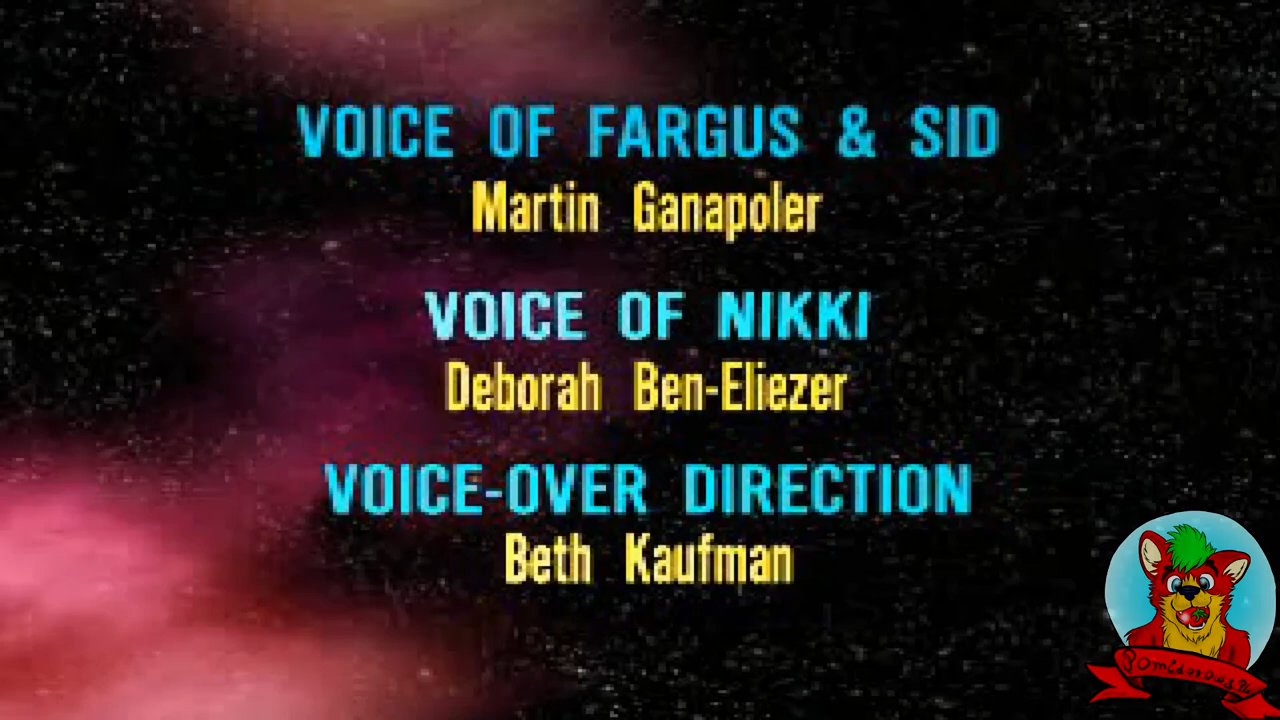 VOICE OF FARGUS & SID
Martin Ganapoler
VOICE OF NIKKI
Deborah Ben-Eliezer
VOICE-OVER DIRECTION
Beth Kaufman